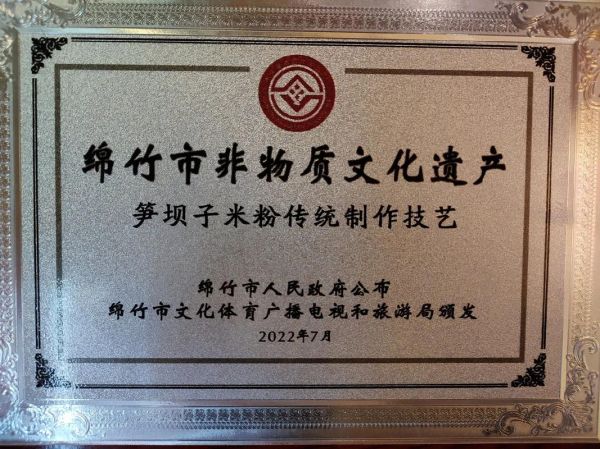 绵竹市非物质文化遗产
笋坝子米粉传统制作技艺
绵竹市人民政府公布
绵竹市文化体育广播电视和旅游局颁发
2022年7月